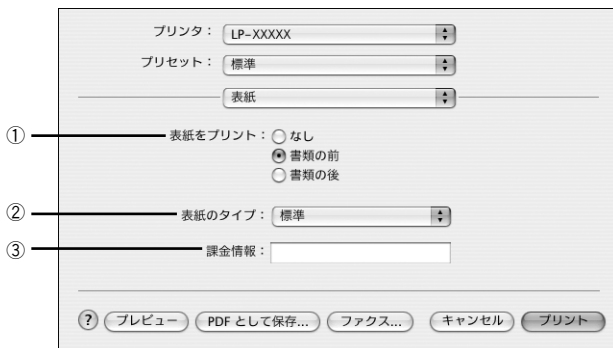 プリンタ： LP-XXXXX
プリセット： 標準
表紙
① 表紙をプリント： なし
書類の前
書類の後
② 表紙のタイプ： 標準
③ 課金情報：
? プレビュー PDF として保存... ファクス... キャンセル プリント